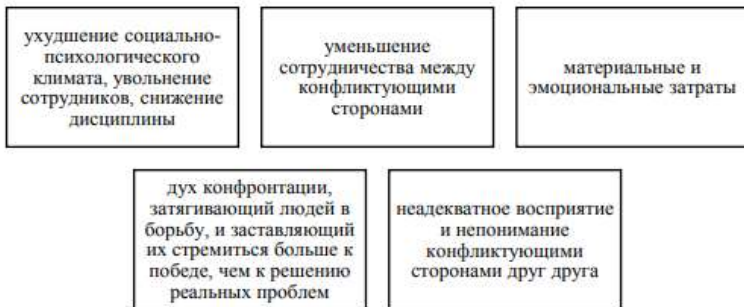 ухудшение социально-
психологического
климата, увольнение
сотрудников, снижение
дисциплины
уменьшение
сотрудничества между
конфликтующими
сторонами
материальные и
эмоциональные затраты
дух конфронтации,
затягивающий людей в
борьбу, и заставляющий
их стремиться больше к
победе, чем к решению
реальных проблем
неадекватное восприятие
и непонимание
конфликтующими
сторонами друг друга